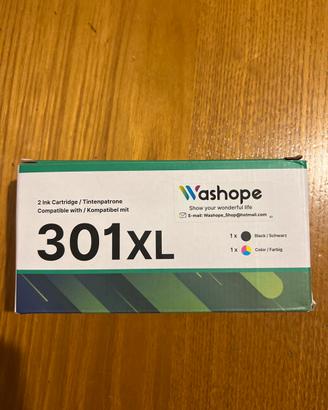 2 Ink Cartridge / Tintenpatrone
Compatible with / Kompatibel mit
301XL
Washope
Show your wonderful life
E-mail: Washope_Shop@hotmail.com
1 x Black / Schwarz
1 x Color / Farbig